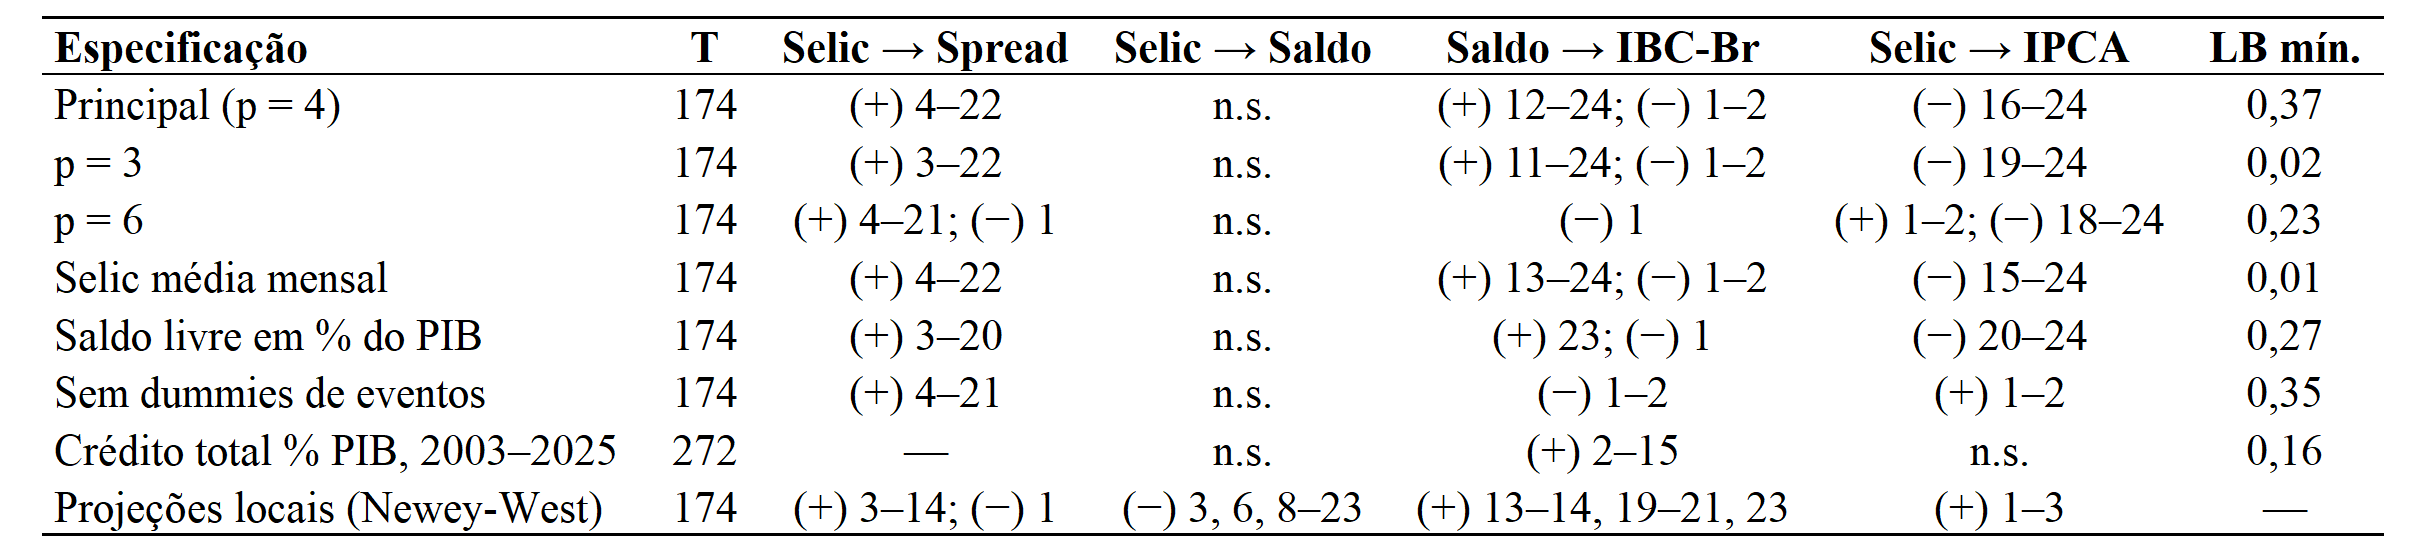 Especificação T Selic → Spread Selic → Saldo Saldo → IBC-Br Selic → IPCA LB mín.
Principal (p = 4) 174 (+) 4–22 n.s. (+) 12–24; (−) 1–2 (−) 16–24 0,37
p = 3 174 (+) 3–22 n.s. (+) 11–24; (−) 1–2 (−) 19–24 0,02
p = 6 174 (+) 4–21; (−) 1 n.s. (−) 1 (+) 1–2; (−) 18–24 0,23
Selic média mensal 174 (+) 4–22 n.s. (+) 13–24; (−) 1–2 (−) 15–24 0,01
Saldo livre em % do PIB 174 (+) 3–20 n.s. (+) 23; (−) 1 (−) 20–24 0,27
Sem dummies de eventos 174 (+) 4–21 n.s. (−) 1–2 (+) 1–2 0,35
Crédito total % PIB, 2003–2025 272 — n.s. (+) 2–15 n.s. 0,16
Projeções locais (Newey-West) 174 (+) 3–14; (−) 1 (−) 3, 6, 8–23 (+) 13–14, 19–21, 23 (+) 1–3 —